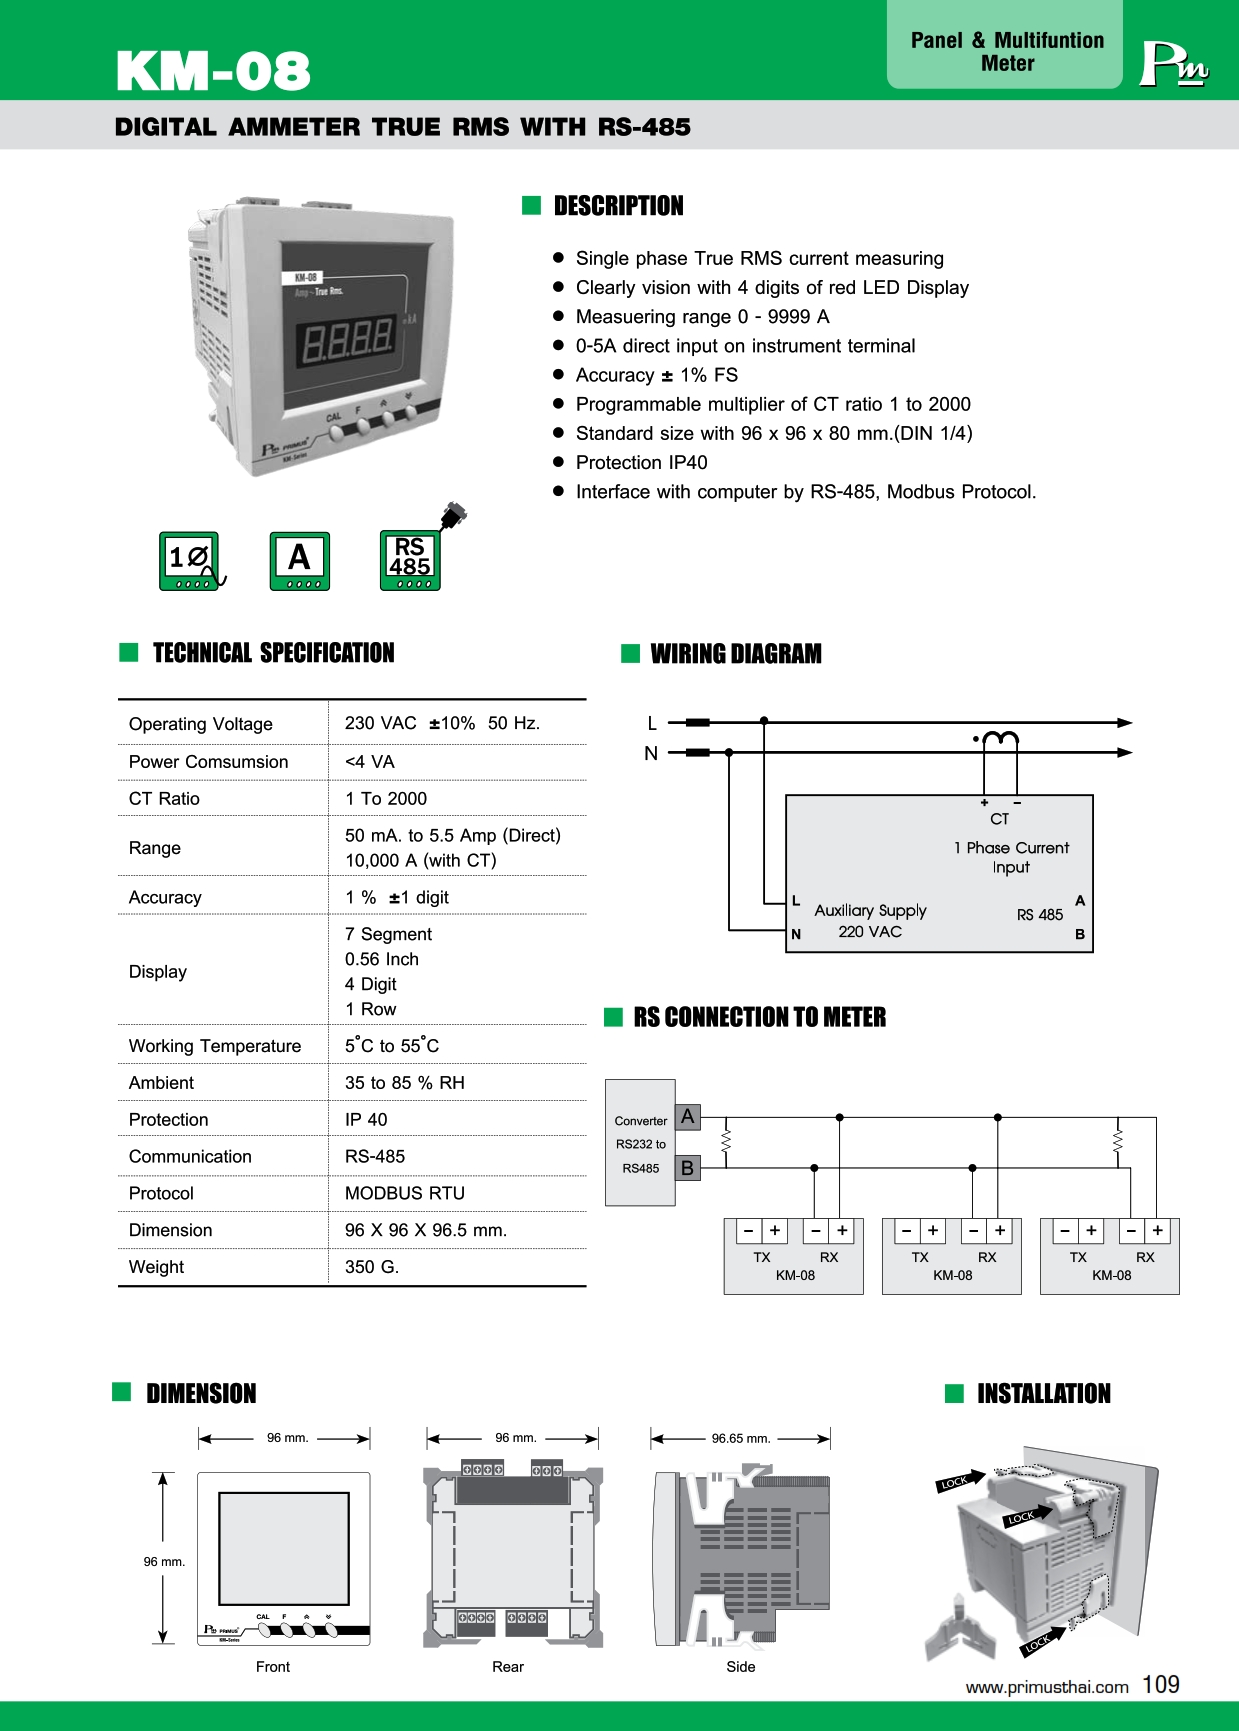 Panel & Multifuntion
Meter
Pm
KM-08
DIGITAL AMMETER TRUE RMS WITH RS-485
DESCRIPTION
KM-08
Amp ~ True Rms.
8.8.8.8
kA
CAL F
Pm PRIMUS
KM-Series
● Single phase True RMS current measuring
● Clearly vision with 4 digits of red LED Display
● Measuering range 0 - 9999 A
● 0-5A direct input on instrument terminal
● Accuracy ± 1% FS
● Programmable multiplier of CT ratio 1 to 2000
● Standard size with 96 x 96 x 80 mm.(DIN 1/4)
● Protection IP40
● Interface with computer by RS-485, Modbus Protocol.
1Ø
A
RS
485
TECHNICAL SPECIFICATION
Operating Voltage 230 VAC ±10% 50 Hz.
Power Comsumsion <4 VA
CT Ratio 1 To 2000
Range 50 mA. to 5.5 Amp (Direct)
10,000 A (with CT)
Accuracy 1 % ±1 digit
Display 7 Segment
0.56 Inch
4 Digit
1 Row
Working Temperature 5°C to 55°C
Ambient 35 to 85 % RH
Protection IP 40
Communication RS-485
Protocol MODBUS RTU
Dimension 96 X 96 X 96.5 mm.
Weight 350 G.
WIRING DIAGRAM
L
N
+ −
CT
1 Phase Current
Input
L
N
Auxiliary Supply
220 VAC
RS 485
A
B
RS CONNECTION TO METER
Converter
RS232 to
RS485
A
B
− + − + − + − + − + − +
TX RX TX RX TX RX
KM-08 KM-08 KM-08
DIMENSION
96 mm. 96 mm. 96.65 mm.
96 mm.
CAL F
Pm PRIMUS
KM-Series
Front Rear Side
INSTALLATION
LOCK
LOCK
LOCK
www.primusthai.com 109